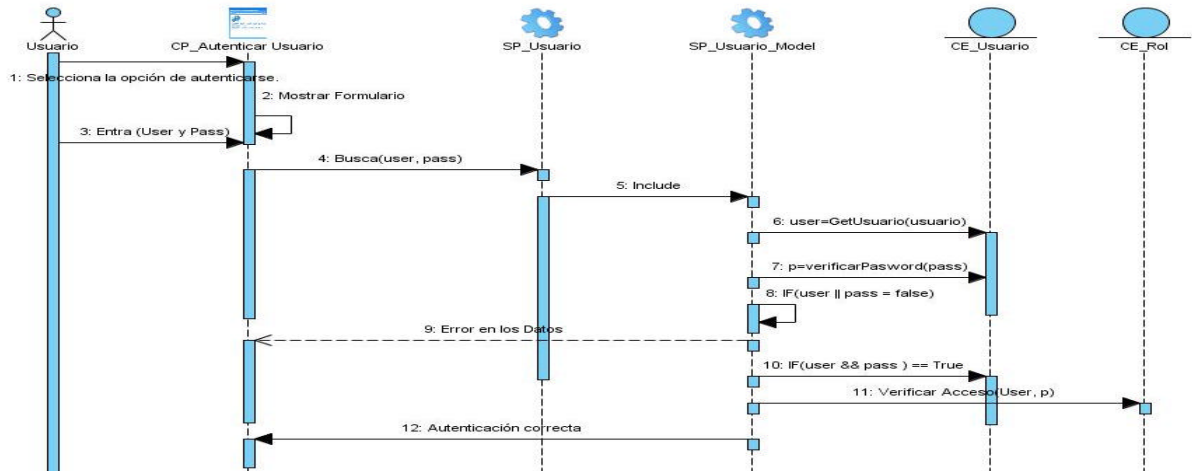 Usuario
CP_Autenticar Usuario
SP_Usuario
SP_Usuario_Model
CE_Usuario
CE_Rol
1: Selecciona la opción de autenticarse.
2: Mostrar Formulario
3: Entra (User y Pass)
4: Busca(user, pass)
5: Include
6: user=GetUsuario(usuario)
7: p=verificarPasword(pass)
8: IF(user || pass = false)
9: Error en los Datos
10: IF(user && pass ) == True
11: Verificar Acceso(User, p)
12: Autenticación correcta